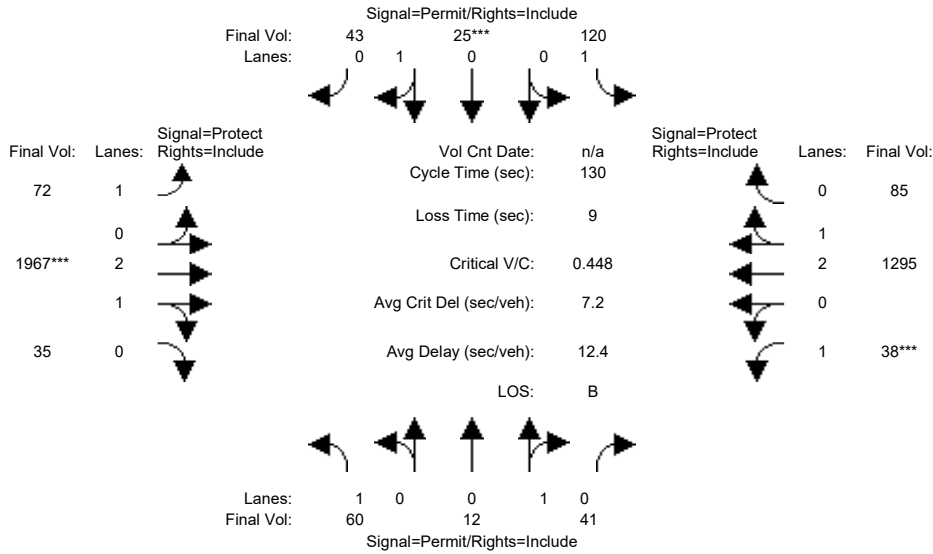 Signal=Permit/Rights=Include
Final Vol: 43 25*** 120
Lanes: 0 1 0 0 1
Signal=Protect Signal=Protect
Final Vol: Lanes: Rights=Include Vol Cnt Date: n/a Rights=Include Lanes: Final Vol:
Cycle Time (sec): 130
72 1 0 85
Loss Time (sec): 9
0 1
1967*** 2 Critical V/C: 0.448 2 1295
1 Avg Crit Del (sec/veh): 7.2 0
35 0 Avg Delay (sec/veh): 12.4 1 38***
LOS: B
Lanes: 1 0 0 1 0
Final Vol: 60 12 41
Signal=Permit/Rights=Include